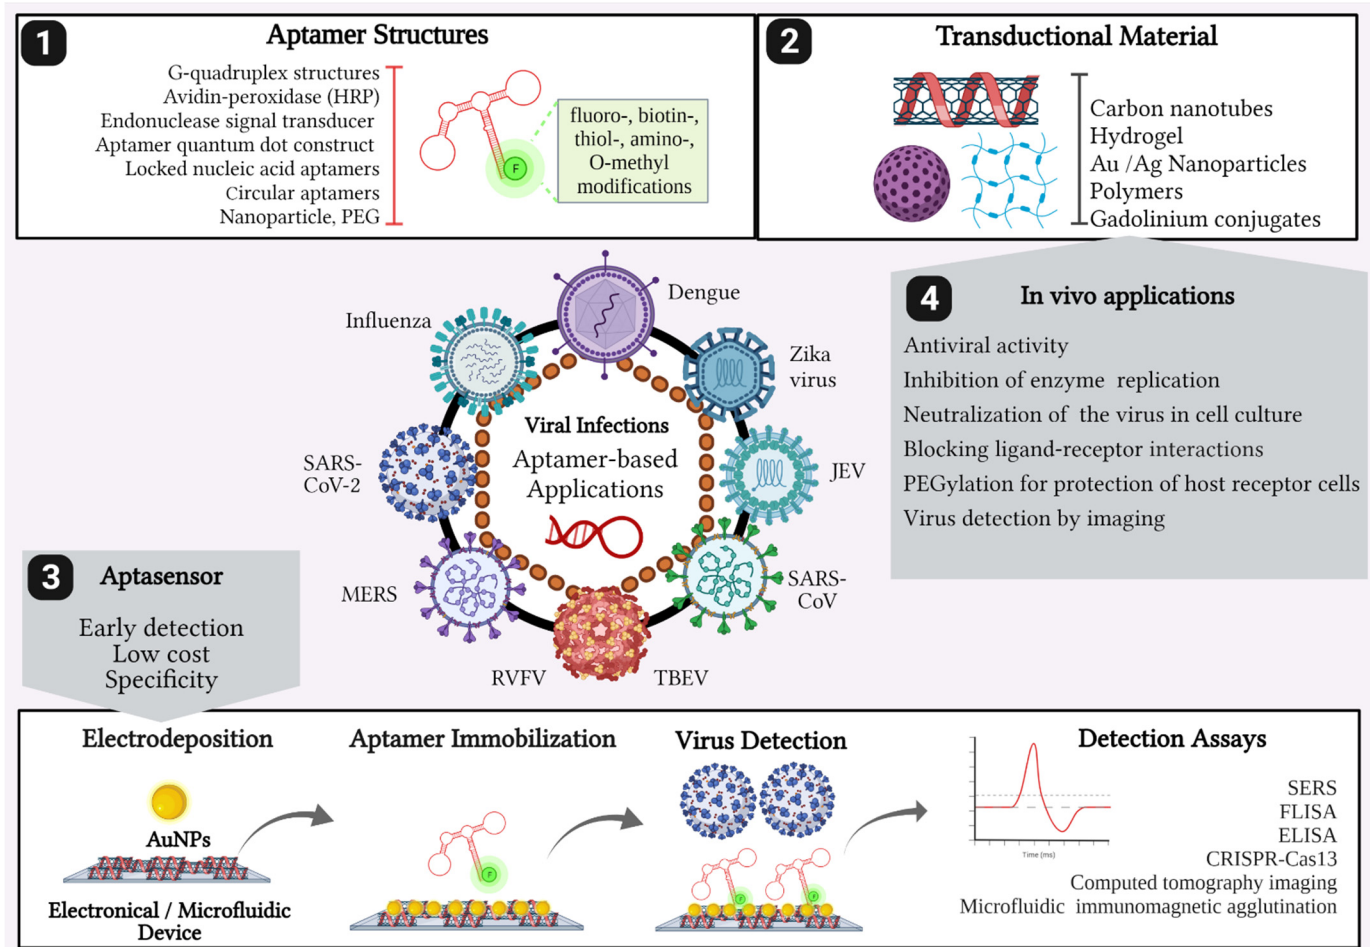 1
Aptamer Structures
G-quadruplex structures
Avidin-peroxidase (HRP)
Endonuclease signal transducer
Aptamer quantum dot construct
Locked nucleic acid aptamers
Circular aptamers
Nanoparticle, PEG
F
fluoro-, biotin-,
thiol-, amino-,
O-methyl
modifications
2
Transductional Material
Carbon nanotubes
Hydrogel
Au /Ag Nanoparticles
Polymers
Gadolinium conjugates
Dengue
Influenza
Zika
virus
Viral Infections
Aptamer-based
Applications
SARS-
CoV-2
JEV
MERS
SARS-
CoV
RVFV
TBEV
4
In vivo applications
Antiviral activity
Inhibition of enzyme replication
Neutralization of the virus in cell culture
Blocking ligand-receptor interactions
PEGylation for protection of host receptor cells
Virus detection by imaging
3
Aptasensor
Early detection
Low cost
Specificity
Electrodeposition
AuNPs
Electronical / Microfluidic
Device
Aptamer Immobilization
F
Virus Detection
F
F
Detection Assays
Time (ms)
SERS
FLISA
ELISA
CRISPR-Cas13
Computed tomography imaging
Microfluidic immunomagnetic agglutination